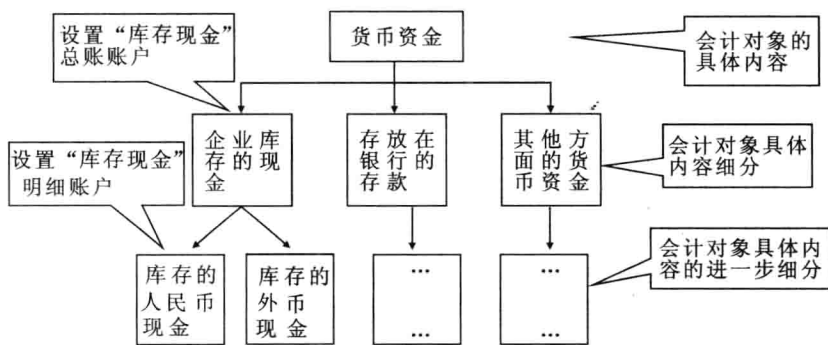 设置“库存现金”
总账账户
货币资金
会计对象的
具体内容
企业库
存的现
金
存放在
银行的
存款
其他方
面的货
币资金
会计对象具体
内容细分
设置“库存现金”
明细账户
库存的
人民币
现金
库存的
外币
现金
…
…
…
…
会计对象具体内
容的进一步细分